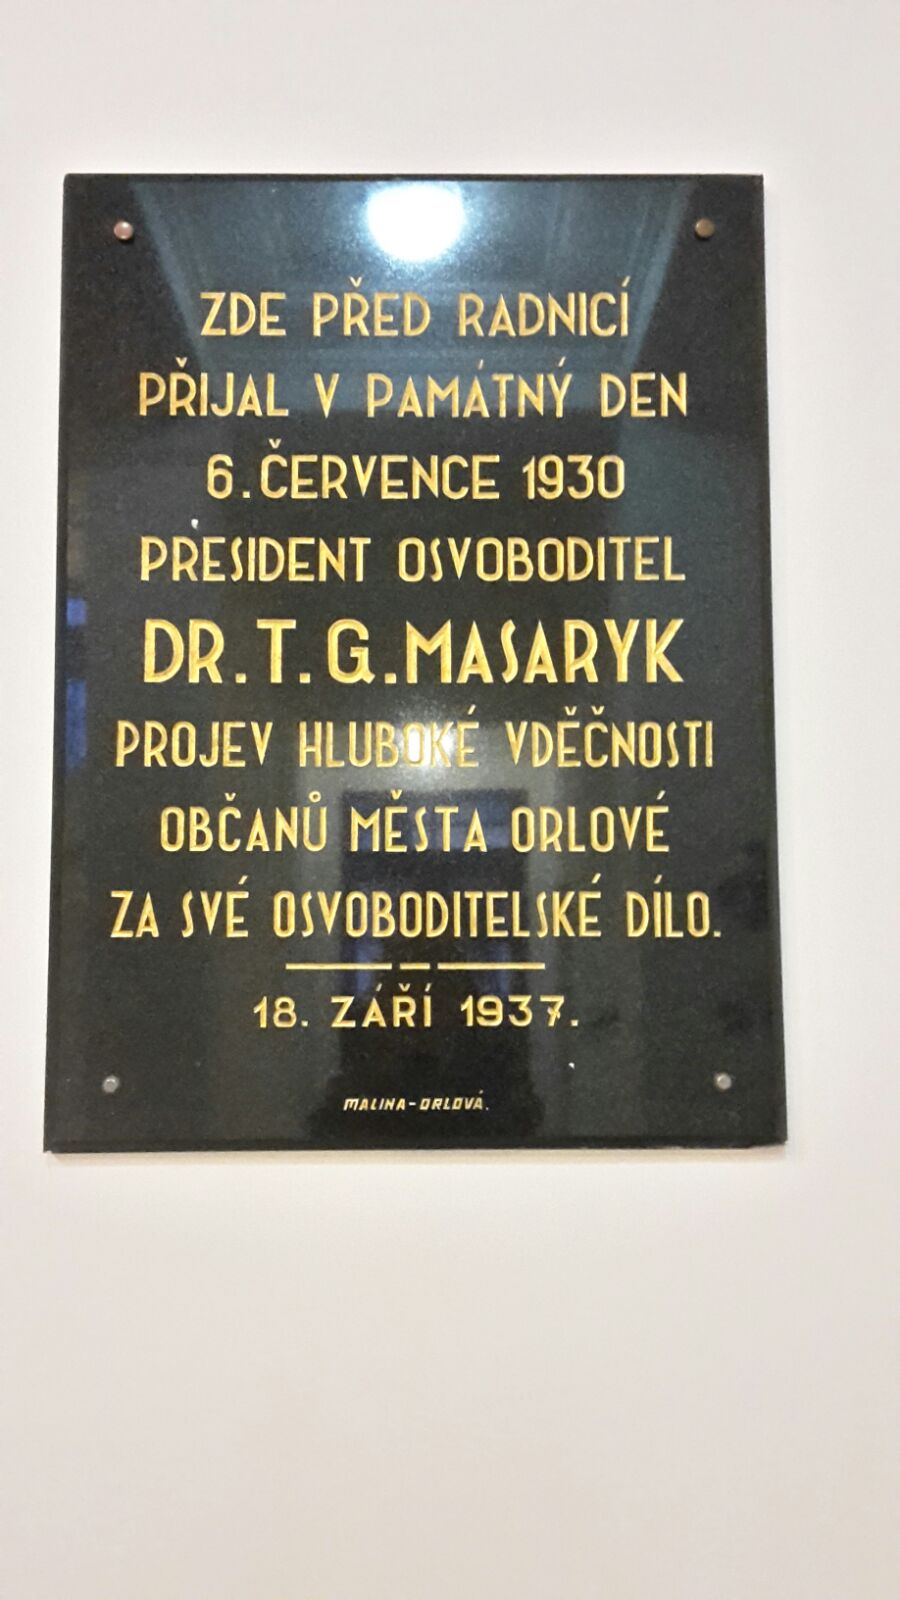 ZDE PŘED RADNICÍ
PŘIJAL V PAMÁTNÝ DEN
6. ČERVENCE 1930
PRESIDENT OSVOBODITEL
DR. T. G. MASARYK
PROJEV HLUBOKÉ VDĚČNOSTI
OBČANŮ MĚSTA ORLOVÉ
ZA SVÉ OSVOBODITELSKÉ DÍLO.
18. ZÁŘÍ 1937.
MALINA-ORLOVÁ.